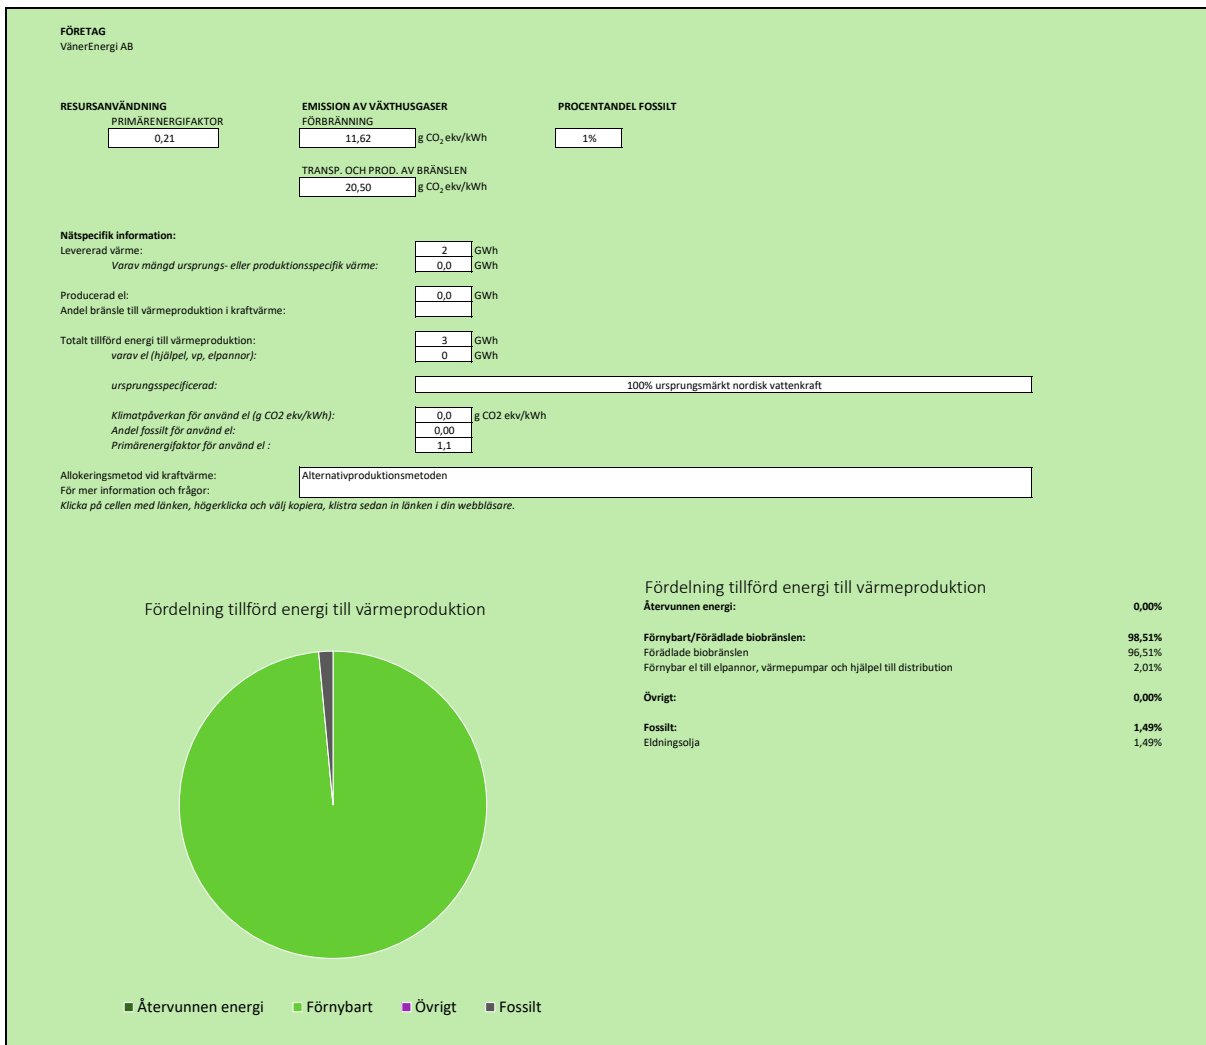 FÖRETAG
VänerEnergi AB
RESURSANVÄNDNING EMISSION AV VÄXTHUSGASER PROCENTANDEL FOSSILT
PRIMÄRENERGIFAKTOR FÖRBRÄNNING
0,21 11,62 g CO2 ekv/kWh 1%
TRANSP. OCH PROD. AV BRÄNSLEN
20,50 g CO2 ekv/kWh
Nätspecifik information:
Levererad värme: 2 GWh
Varav mängd ursprungs- eller produktionsspecifik värme: 0,0 GWh
Producerad el: 0,0 GWh
Andel bränsle till värmeproduktion i kraftvärme:
Totalt tillförd energi till värmeproduktion: 3 GWh
varav el (hjälpel, vp, elpannor): 0 GWh
ursprungsspecificerad: 100% ursprungsmärkt nordisk vattenkraft
Klimatpåverkan för använd el (g CO2 ekv/kWh): 0,0 g CO2 ekv/kWh
Andel fossilt för använd el: 0,00
Primärenergifaktor för använd el : 1,1
Allokeringsmetod vid kraftvärme: Alternativproduktionsmetoden
För mer information och frågor:
Klicka på cellen med länken, högerklicka och välj kopiera, klistra sedan in länken i din webbläsare.
Fördelning tillförd energi till värmeproduktion
Återvunnen energi Förnybart Övrigt Fossilt
Fördelning tillförd energi till värmeproduktion
Återvunnen energi: 0,00%
Förnybart/Förädlade biobränslen: 98,51%
Förädlade biobränslen 96,51%
Förnybar el till elpannor, värmepumpar och hjälpel till distribution 2,01%
Övrigt: 0,00%
Fossilt: 1,49%
Eldningsolja 1,49%